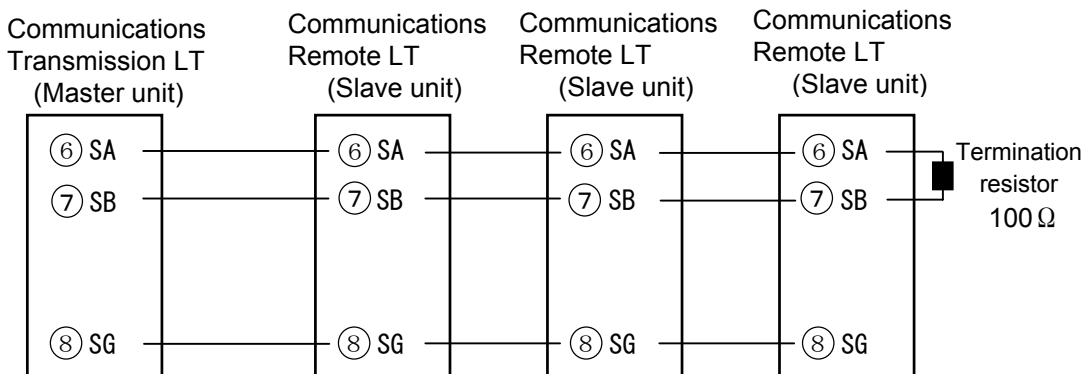 Communications
Transmission LT
(Master unit)
Communications
Remote LT
(Slave unit)
Communications
Remote LT
(Slave unit)
Communications
Remote LT
(Slave unit)
⑥ SA
⑥ SA
⑥ SA
⑥ SA
⑦ SB
⑦ SB
⑦ SB
⑦ SB
⑧ SG
⑧ SG
⑧ SG
⑧ SG
Termination
resistor
100 Ω